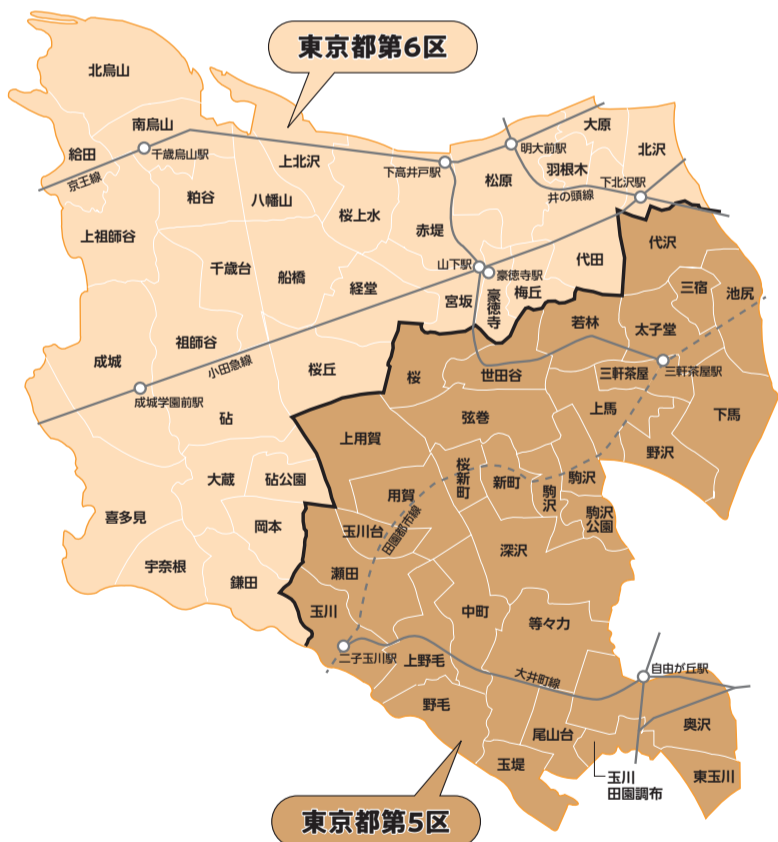 東京都第6区
北烏山
南烏山
給田
千歳烏山駅
京王線
大原
明大前駅
北沢
上北沢
下高井戸駅
羽根木
松原
下北沢駅
井の頭線
粕谷
八幡山
桜上水
赤堤
上祖師谷
代沢
千歳台
船橋
山下駅
豪徳寺駅
代田
経堂
宮坂
豪徳寺
梅丘
三宿
池尻
若林
太子堂
祖師谷
成城
小田急線
桜丘
桜
世田谷
三軒茶屋
三軒茶屋駅
成城学園前駅
砧
弦巻
上馬
下馬
上用賀
野沢
大蔵
砧公園
用賀
桜新町
新町
駒沢
駒沢
駒沢
公園
喜多見
岡本
玉川台
田園都市線
深沢
宇奈根
鎌田
瀬田
玉川
中町
等々力
二子玉川駅
上野毛
大井町線
自由が丘駅
野毛
奥沢
尾山台
玉堤
玉川
田園調布
東玉川
東京都第5区